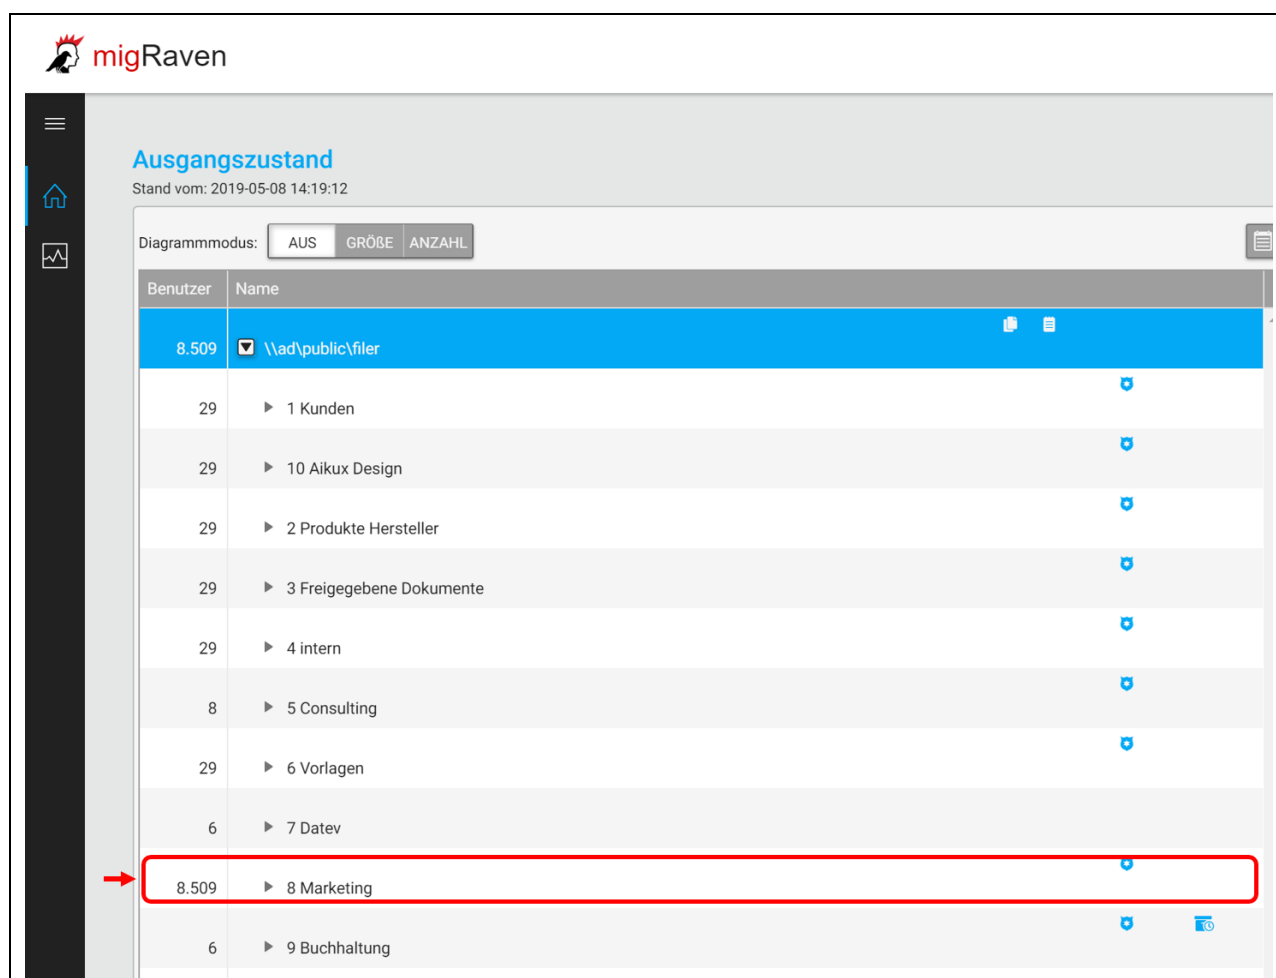 migRaven
Ausgangszustand
Stand vom: 2019-05-08 14:19:12
Diagrammmodus: AUS GRÖßE ANZAHL
Benutzer Name
8.509 \\ad\public\filer
29 1 Kunden
29 10 Aikux Design
29 2 Produkte Hersteller
29 3 Freigegebene Dokumente
29 4 intern
8 5 Consulting
29 6 Vorlagen
6 7 Datev
8.509 8 Marketing
6 9 Buchhaltung